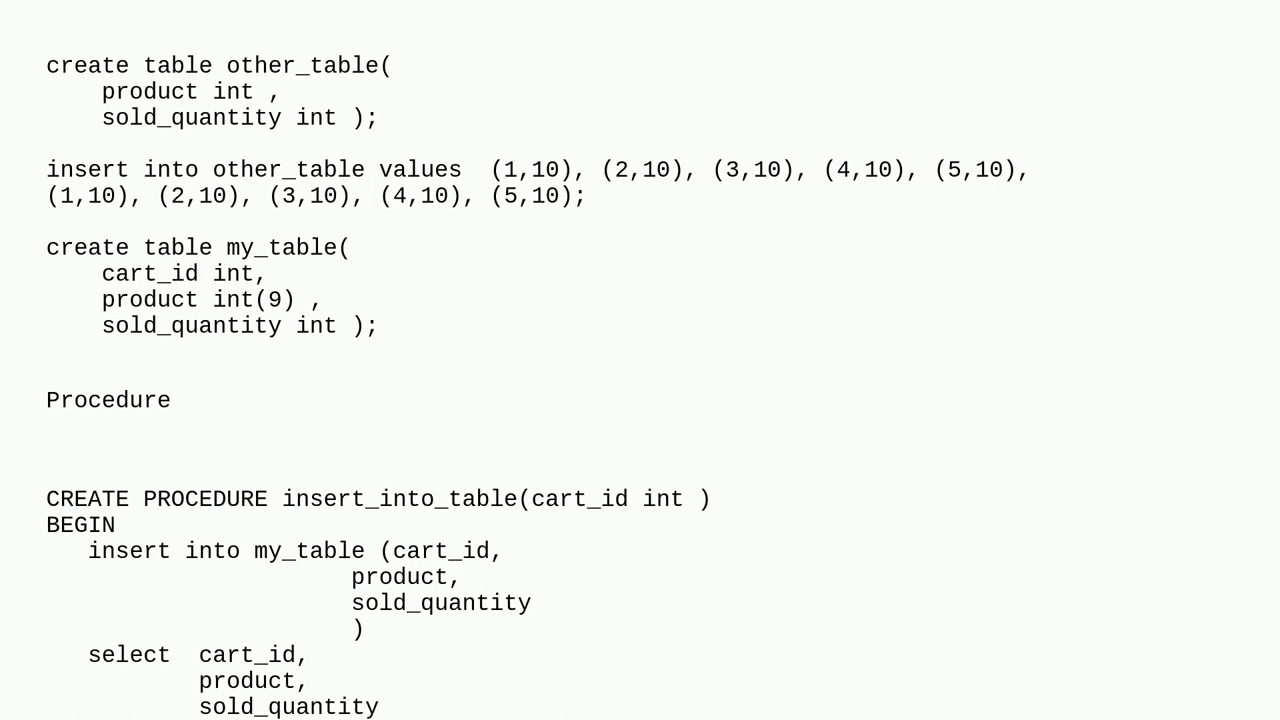 create table other_table(
    product int ,
    sold_quantity int );
insert into other_table values  (1,10), (2,10), (3,10), (4,10), (5,10),
(1,10), (2,10), (3,10), (4,10), (5,10);
create table my_table(
    cart_id int,
    product int(9) ,
    sold_quantity int );
Procedure
CREATE PROCEDURE insert_into_table(cart_id int )
BEGIN
   insert into my_table (cart_id,
                      product,
                      sold_quantity
                      )
   select  cart_id,
           product,
           sold_quantity